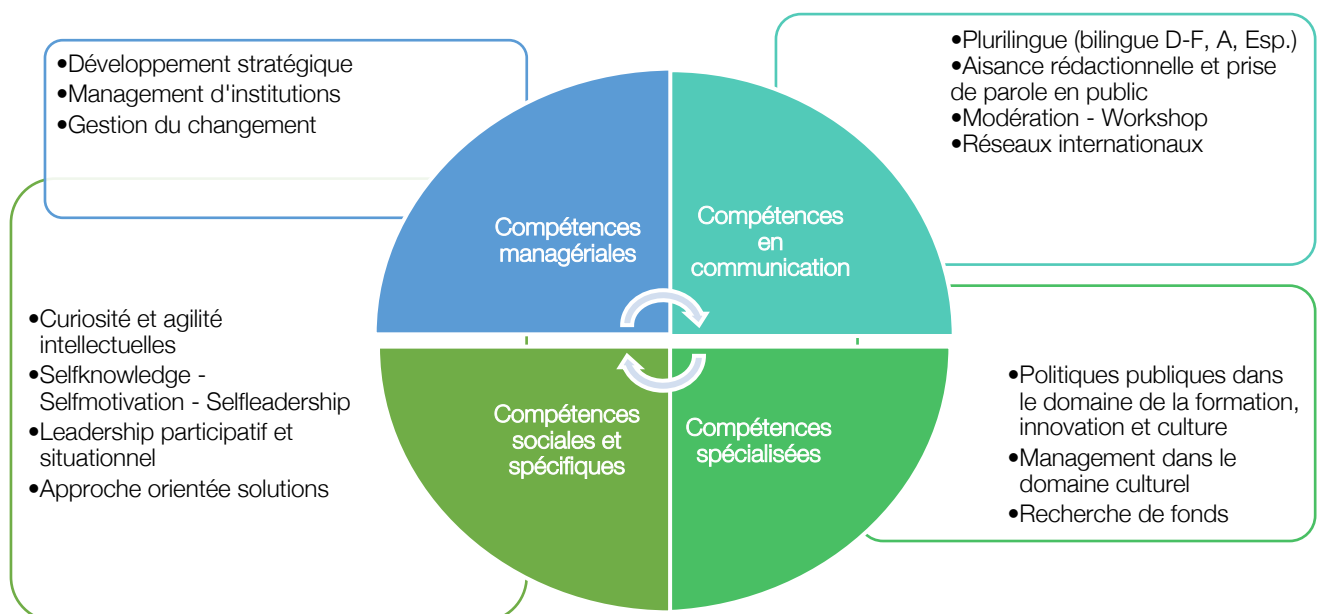 •Développement stratégique
•Management d'institutions
•Gestion du changement
•Plurilingue (bilingue D-F, A, Esp.)
•Aisance rédactionnelle et prise
de parole en public
•Modération - Workshop
•Réseaux internationaux
Compétences
managériales
Compétences
en
communication
•Curiosité et agilité
intellectuelles
•Selfknowledge -
Selfmotivation - Selfleadership
•Leadership participatif et
situationnel
•Approche orientée solutions
Compétences
sociales et
spécifiques
Compétences
spécialisées
•Politiques publiques dans
le domaine de la formation,
innovation et culture
•Management dans le
domaine culturel
•Recherche de fonds